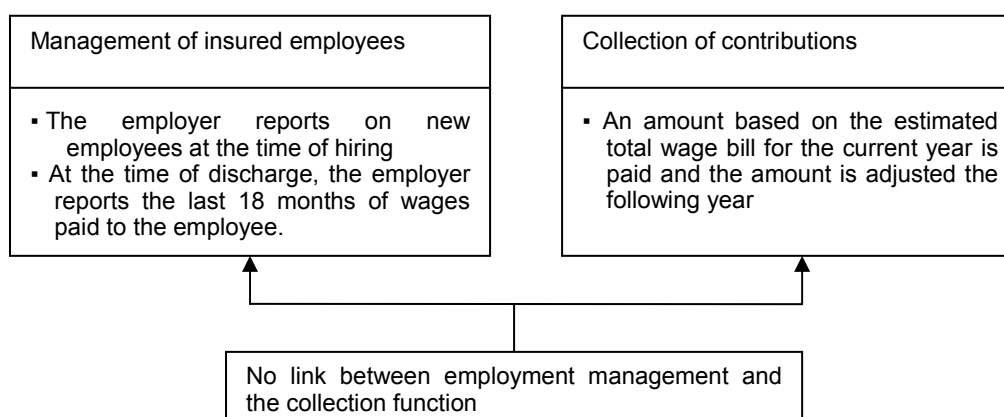 Management of insured employees
▪ The employer reports on new
employees at the time of hiring
▪ At the time of discharge, the employer
reports the last 18 months of wages
paid to the employee.
Collection of contributions
▪ An amount based on the estimated
total wage bill for the current year is
paid and the amount is adjusted the
following year
No link between employment management and
the collection function